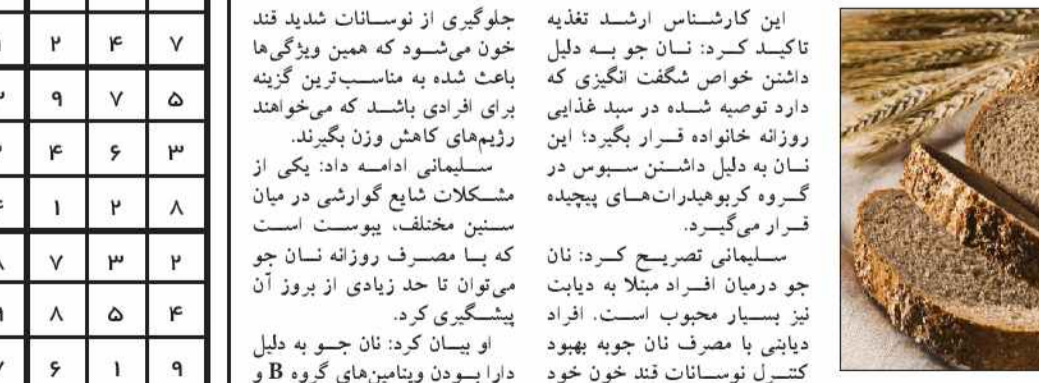 این کارشناس ارشد تغذیه
تاکید کرد: نان جو به دلیل
داشتن خواص شگفت انگیزی که
دارد توصیه شده در سبد غذایی
روزانه خانواده قرار بگیرد؛ این
نان به دلیل داشتن سبوس در
گروه کربوهیدرات‌های پیچیده
قرار می‌گیرد.
سلیمانی تصریح کرد: نان
جو درمیان افراد مبتلا به دیابت
نیز بسیار محبوب است. افراد
دیابتی با مصرف نان جوبه بهبود
کنترل نوسانات قند خون خود
جلوگیری از نوسانات شدید قند
خون می‌شود که همین ویژگی‌ها
باعث شده به مناسب‌ترین گزینه
برای افرادی باشد که می‌خواهند
رژیم‌های کاهش وزن بگیرند.
سلیمانی ادامه داد: یکی از
مشکلات شایع گوارشی در میان
سنین مختلف، یبوست است
که با مصرف روزانه نان جو
می‌توان تا حد زیادی از بروز آن
پیشگیری کرد.
او بیان کرد: نان جو به دلیل
دارا بودن ویتامین‌های گروه B و
۲ ۴ ۷
۹ ۷ ۵
۴ ۶ ۳
۱ ۲ ۸
۷ ۳ ۲
۸ ۵ ۴
۶ ۱ ۹